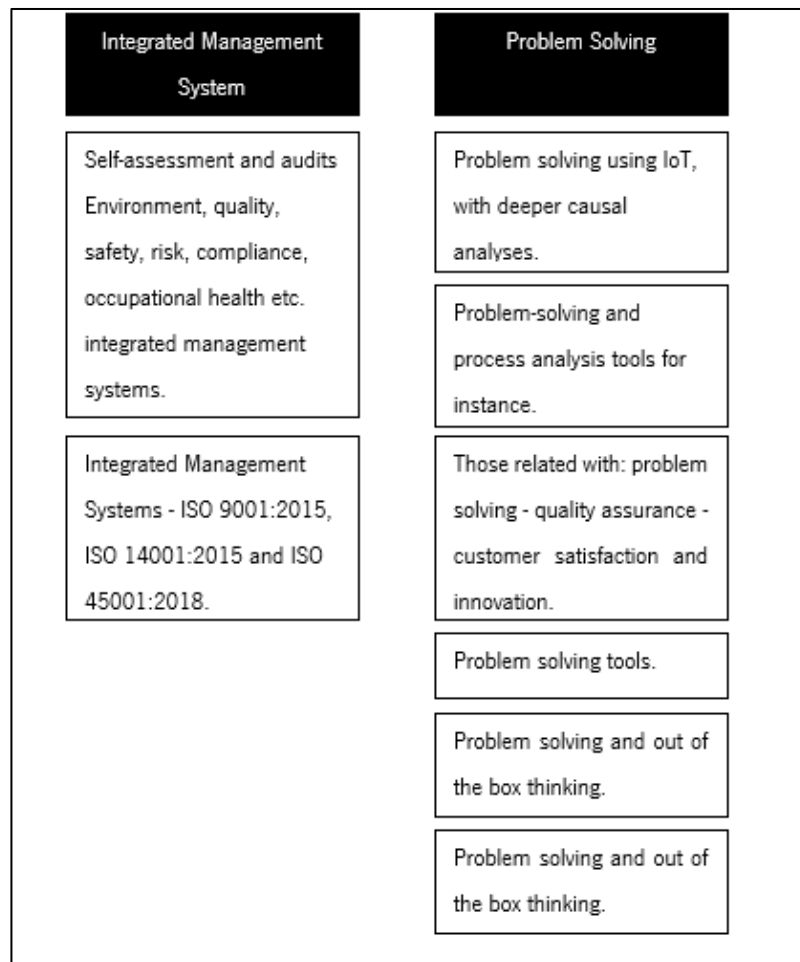 Integrated Management
System
Self-assessment and audits
Environment, quality,
safety, risk, compliance,
occupational health etc.
integrated management
systems.
Integrated Management
Systems - ISO 9001:2015,
ISO 14001:2015 and ISO
45001:2018.
Problem Solving
Problem solving using IoT,
with deeper causal
analyses.
Problem-solving and
process analysis tools for
instance.
Those related with: problem
solving - quality assurance -
customer satisfaction and
innovation.
Problem solving tools.
Problem solving and out of
the box thinking.
Problem solving and out of
the box thinking.